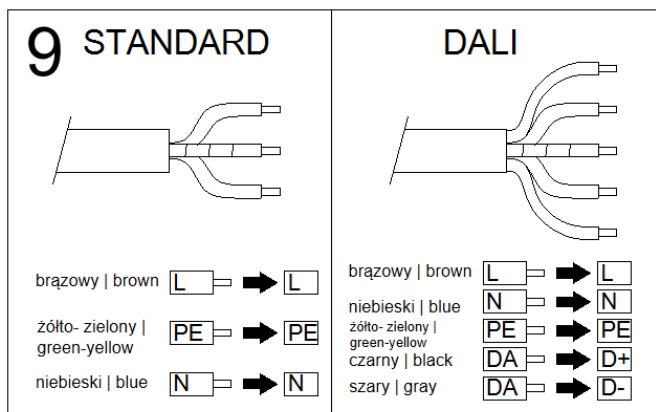 9 STANDARD
brązowy | brown L L
żółto- zielony |
green-yellow PE PE
niebieski | blue N N
DALI
brązowy | brown L L
niebieski | blue N N
żółto- zielony |
green-yellow PE PE
czarny | black DA D+
szary | gray DA D-